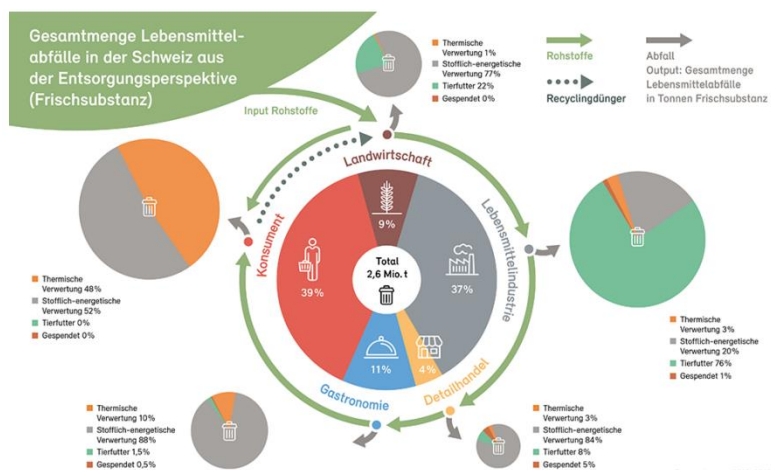 Gesamtmenge Lebensmittel-
abfälle in der Schweiz aus
der Entsorgungsperspektive
(Frischsubstanz)
Thermische
Verwertung 1%
Stofflich-energetische
Verwertung 77%
Tierfutter 22%
Gespendet 0%
Rohstoffe
Recyclingdünger
Abfall
Output: Gesamtmenge
Lebensmittelabfälle
in Tonnen Frischsubstanz
Input Rohstoffe
Landwirtschaft
9%
Lebensmittelindustrie
37%
Konsument
39%
Total
2,6 Mio. t
Gastronomie
11%
Detailhandel
4%
Thermische
Verwertung 48%
Stofflich-energetische
Verwertung 52%
Tierfutter 0%
Gespendet 0%
Thermische
Verwertung 3%
Stofflich-energetische
Verwertung 20%
Tierfutter 76%
Gespendet 1%
Thermische
Verwertung 10%
Stofflich-energetische
Verwertung 88%
Tierfutter 1,5%
Gespendet 0,5%
Thermische
Verwertung 3%
Stofflich-energetische
Verwertung 84%
Tierfutter 8%
Gespendet 5%